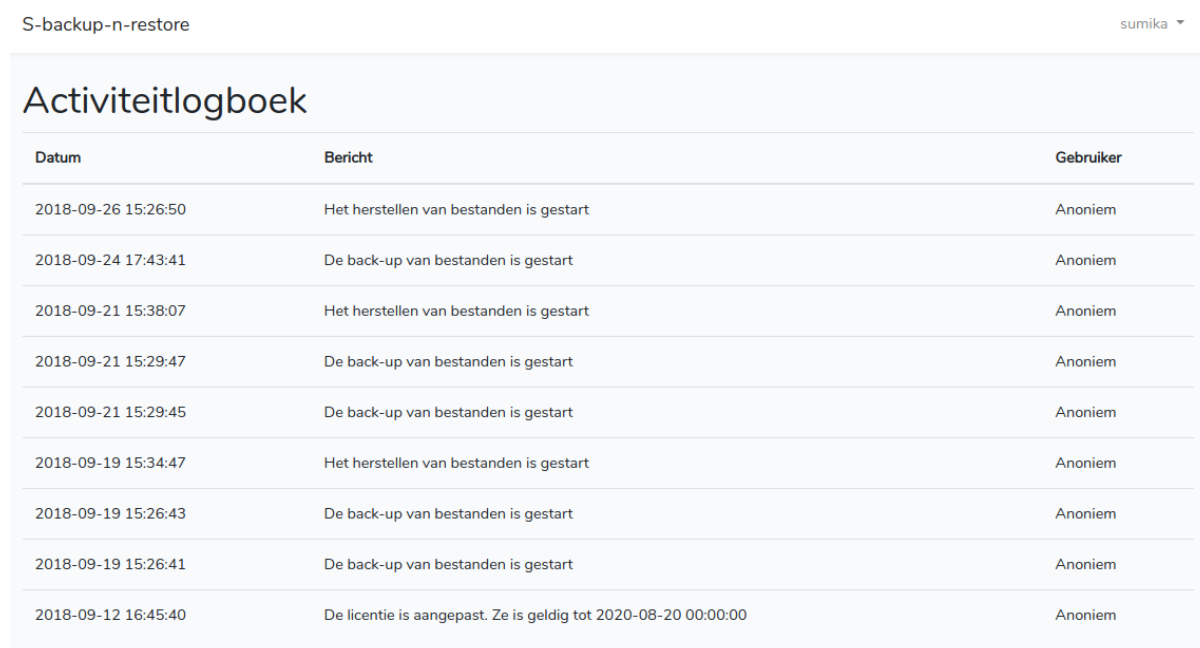 S-backup-n-restore sumika
Activiteitlogboek
Datum Bericht Gebruiker
2018-09-26 15:26:50 Het herstellen van bestanden is gestart Anoniem
2018-09-24 17:43:41 De back-up van bestanden is gestart Anoniem
2018-09-21 15:38:07 Het herstellen van bestanden is gestart Anoniem
2018-09-21 15:29:47 De back-up van bestanden is gestart Anoniem
2018-09-21 15:29:45 De back-up van bestanden is gestart Anoniem
2018-09-19 15:34:47 Het herstellen van bestanden is gestart Anoniem
2018-09-19 15:26:43 De back-up van bestanden is gestart Anoniem
2018-09-19 15:26:41 De back-up van bestanden is gestart Anoniem
2018-09-12 16:45:40 De licentie is aangepast. Ze is geldig tot 2020-08-20 00:00:00 Anoniem